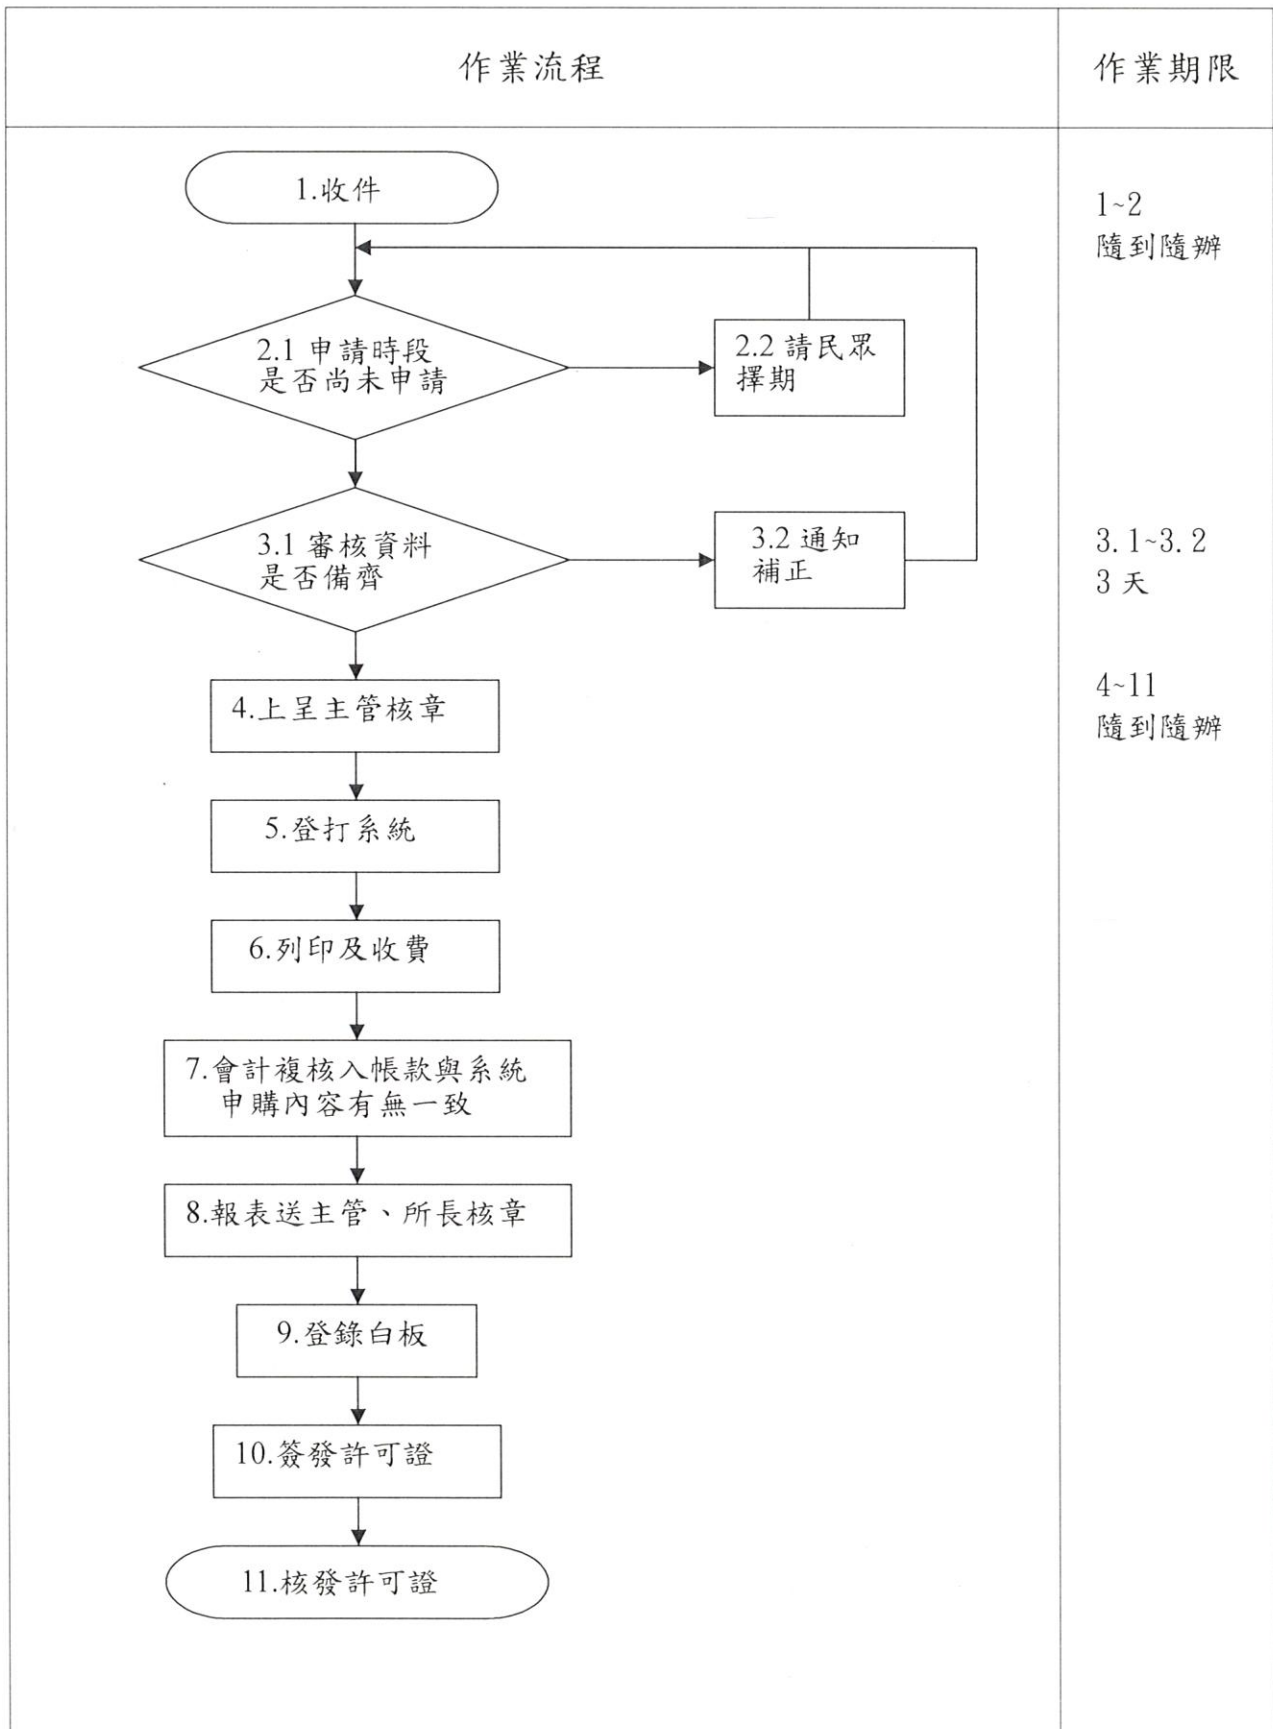 作業流程
作業期限
1.收件
1~2
隨到隨辦
2.1 申請時段
是否尚未申請
2.2 請民眾
擇期
3.1 審核資料
是否備齊
3.2 通知
補正
3.1~3.2
3 天
4.上呈主管核章
4~11
隨到隨辦
5.登打系統
6.列印及收費
7.會計複核入帳款與系統
申購內容有無一致
8.報表送主管、所長核章
9.登錄白板
10.簽發許可證
11.核發許可證